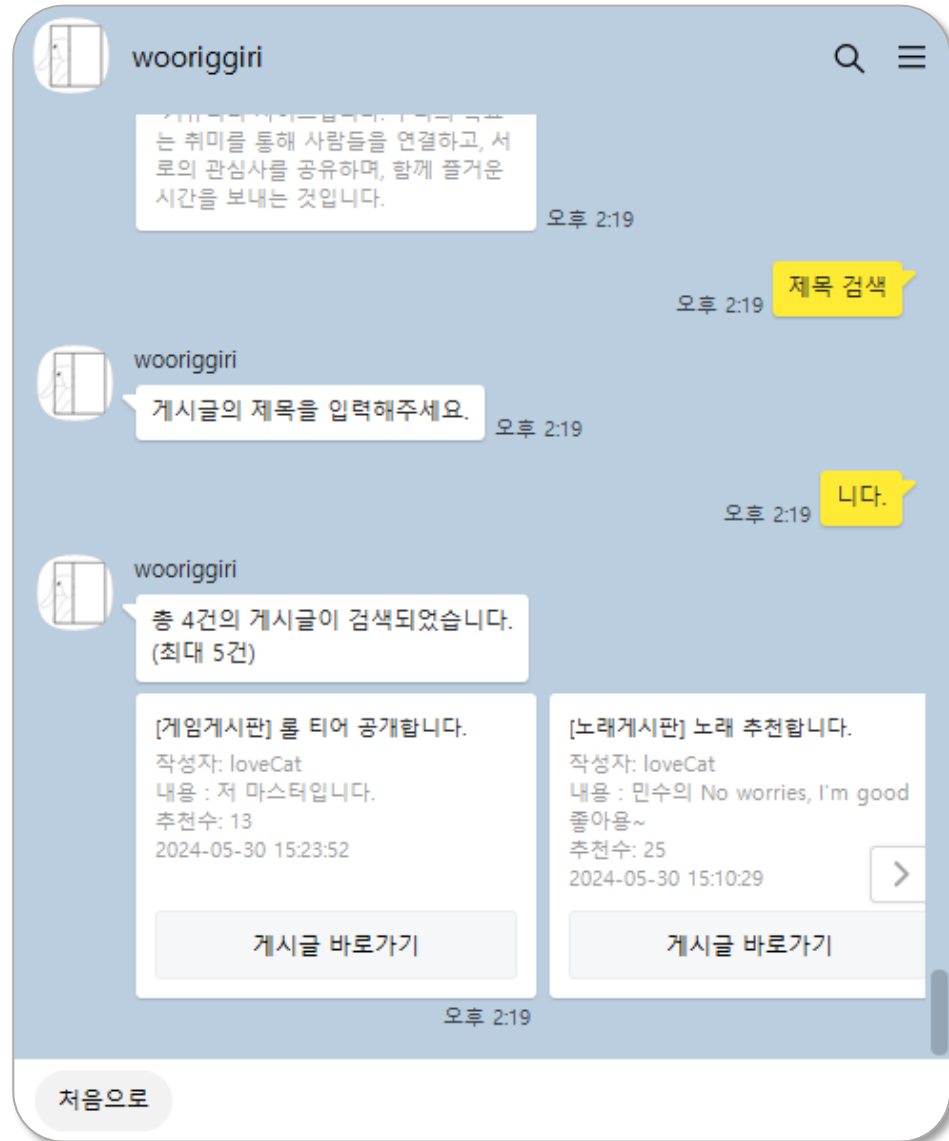 wooriggiri
는 취미를 통해 사람들을 연결하고, 서
로의 관심사를 공유하며, 함께 즐거운
시간을 보내는 것입니다.
오후 2:19
제목 검색
오후 2:19
wooriggiri
게시글의 제목을 입력해주세요.
오후 2:19
니다.
오후 2:19
wooriggiri
총 4건의 게시글이 검색되었습니다.
(최대 5건)
[게임게시판] 롤 티어 공개합니다.
작성자: loveCat
내용 : 저 마스터입니다.
추천수: 13
2024-05-30 15:23:52
게시글 바로가기
[노래게시판] 노래 추천합니다.
작성자: loveCat
내용 : 민수의 No worries, I'm good
좋아용~
추천수: 25
2024-05-30 15:10:29
게시글 바로가기
오후 2:19
처음으로